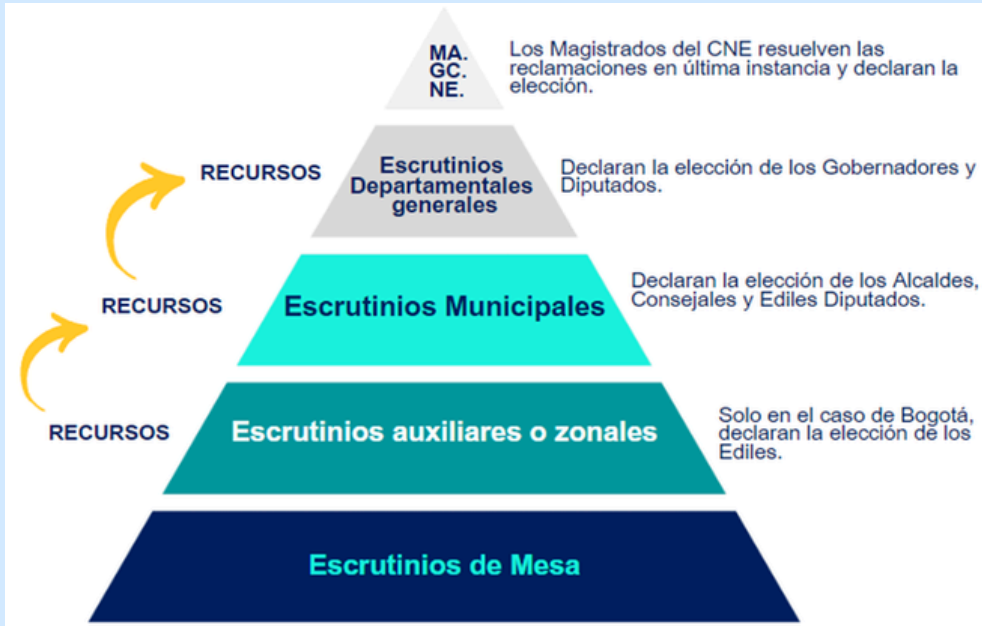 MA.
GC.
NE.
Los Magistrados del CNE resuelven las
reclamaciones en última instancia y declaran la
elección.
RECURSOS
Escrutinios
Departamentales
generales
Declaran la elección de los Gobernadores y
Diputados.
RECURSOS
Escrutinios Municipales
Declaran la elección de los Alcaldes,
Consejales y Ediles Diputados.
RECURSOS
Escrutinios auxiliares o zonales
Solo en el caso de Bogotá,
declaran la elección de los
Ediles.
Escrutinios de Mesa